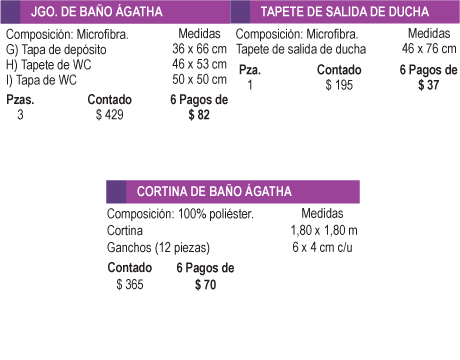 JGO. DE BAÑO ÁGATHA
Composición: Microfibra. Medidas
G) Tapa de depósito 36 x 66 cm
H) Tapete de WC 46 x 53 cm
I) Tapa de WC 50 x 50 cm
Pzas. Contado 6 Pagos de
3 $ 429 $ 82
TAPETE DE SALIDA DE DUCHA
Composición: Microfibra. Medidas
Tapete de salida de ducha 46 x 76 cm
Pza. Contado 6 Pagos de
1 $ 195 $ 37
CORTINA DE BAÑO ÁGATHA
Composición: 100% poliéster. Medidas
Cortina 1,80 x 1,80 m
Ganchos (12 piezas) 6 x 4 cm c/u
Contado 6 Pagos de
$ 365 $ 70